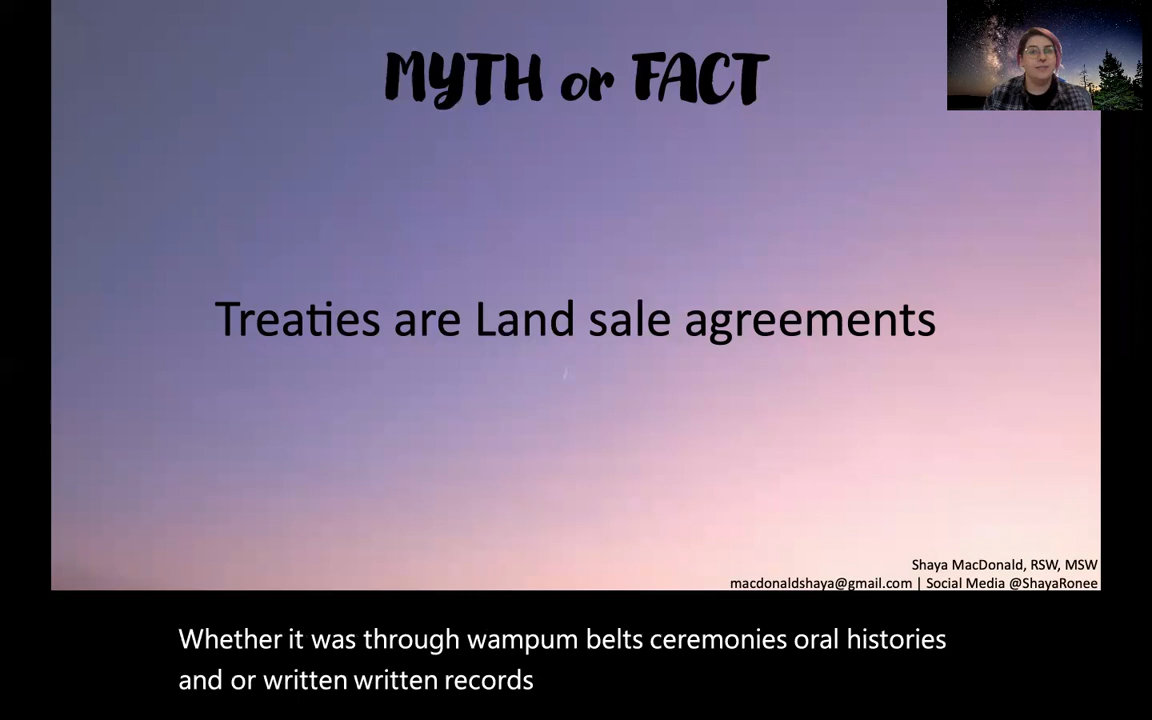 MYTH or FACT
Treaties are Land sale agreements
Shaya MacDonald, RSW, MSW
macdonaldshaya@gmail.com | Social Media @ShayaRonee
Whether it was through wampum belts ceremonies oral histories
and or written written records